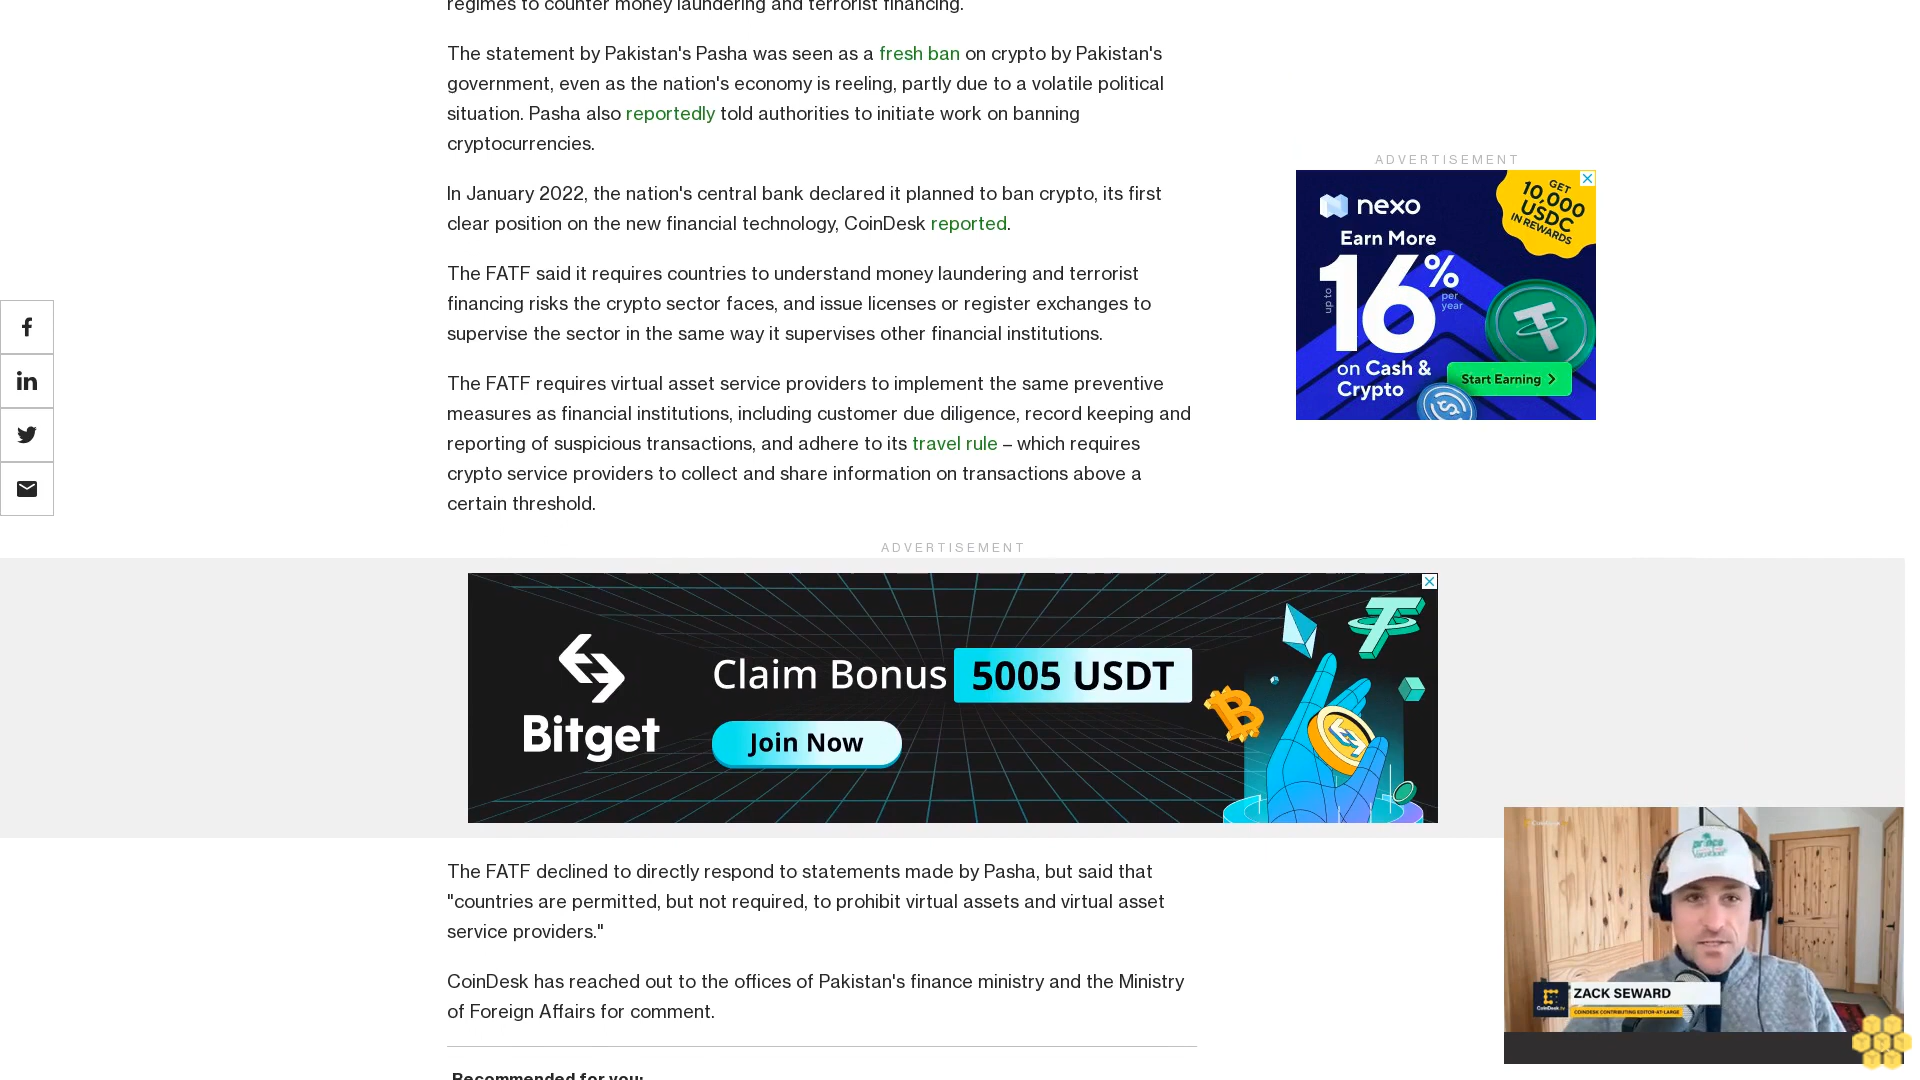 regimes to counter money laundering and terrorist financing.
The statement by Pakistan's Pasha was seen as a fresh ban on crypto by Pakistan's
government, even as the nation's economy is reeling, partly due to a volatile political
situation. Pasha also reportedly told authorities to initiate work on banning
cryptocurrencies.
In January 2022, the nation's central bank declared it planned to ban crypto, its first
clear position on the new financial technology, CoinDesk reported.
The FATF said it requires countries to understand money laundering and terrorist
financing risks the crypto sector faces, and issue licenses or register exchanges to
supervise the sector in the same way it supervises other financial institutions.
The FATF requires virtual asset service providers to implement the same preventive
measures as financial institutions, including customer due diligence, record keeping and
reporting of suspicious transactions, and adhere to its travel rule – which requires
crypto service providers to collect and share information on transactions above a
certain threshold.
ADVERTISEMENT
nexo
GET
10,000
USDC
IN REWARDS
Earn More
up to
16%
per
year
on Cash &
Crypto
Start Earning
ADVERTISEMENT
Bitget
Claim Bonus 5005 USDT
Join Now
The FATF declined to directly respond to statements made by Pasha, but said that
"countries are permitted, but not required, to prohibit virtual assets and virtual asset
service providers."
CoinDesk has reached out to the offices of Pakistan's finance ministry and the Ministry
of Foreign Affairs for comment.
Recommended for you:
CoinDesk
prince
CoinDesk.tv
ZACK SEWARD
COINDESK CONTRIBUTING EDITOR-AT-LARGE